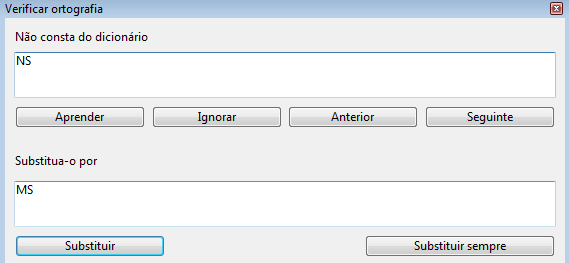 Verificar ortografia
Não consta do dicionário
NS
Aprender Ignorar Anterior Seguinte
Substitua-o por
MS
Substituir Substituir sempre